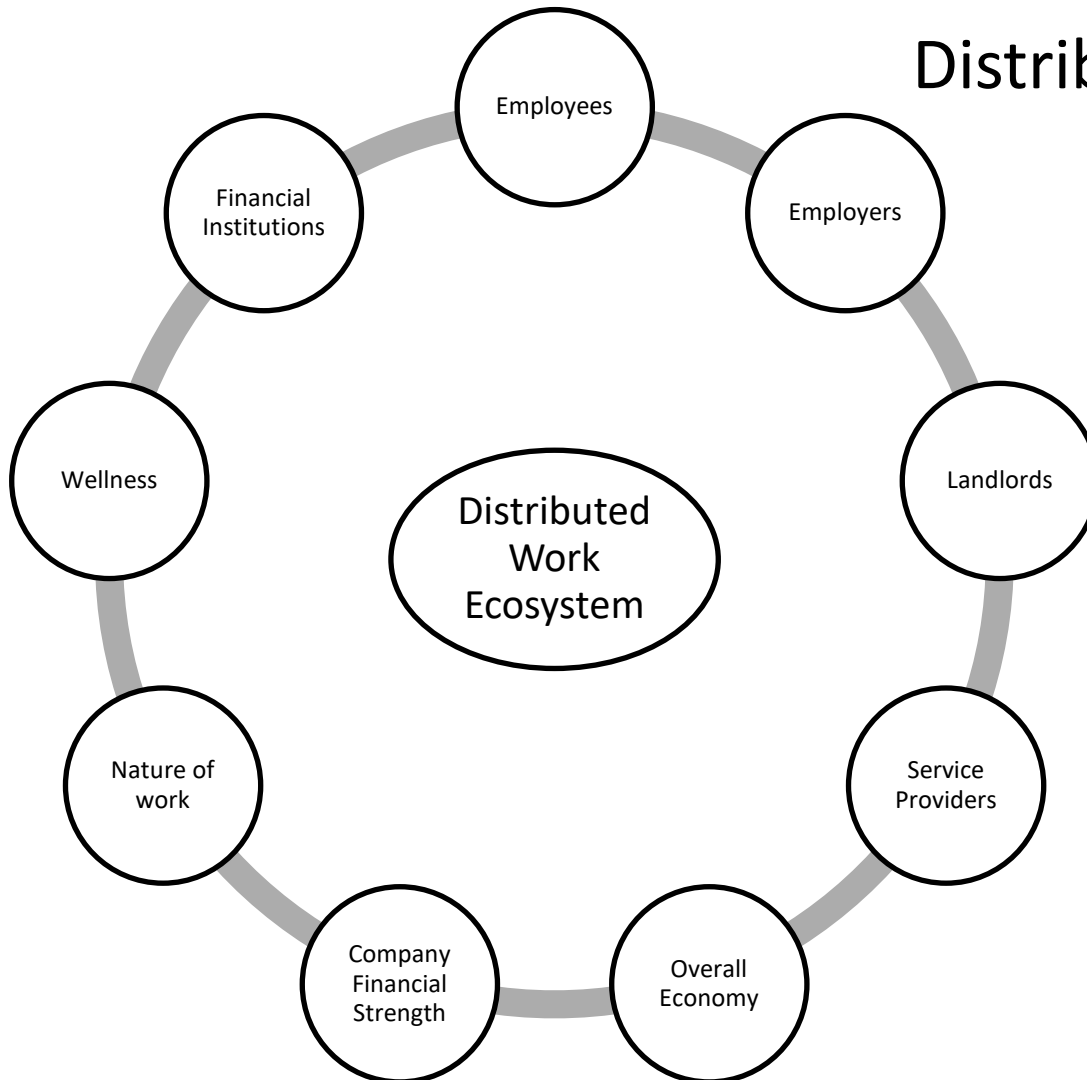 Distrib
Employees
Employers
Landlords
Service
Providers
Overall
Economy
Company
Financial
Strength
Nature of
work
Wellness
Financial
Institutions
Distributed
Work
Ecosystem